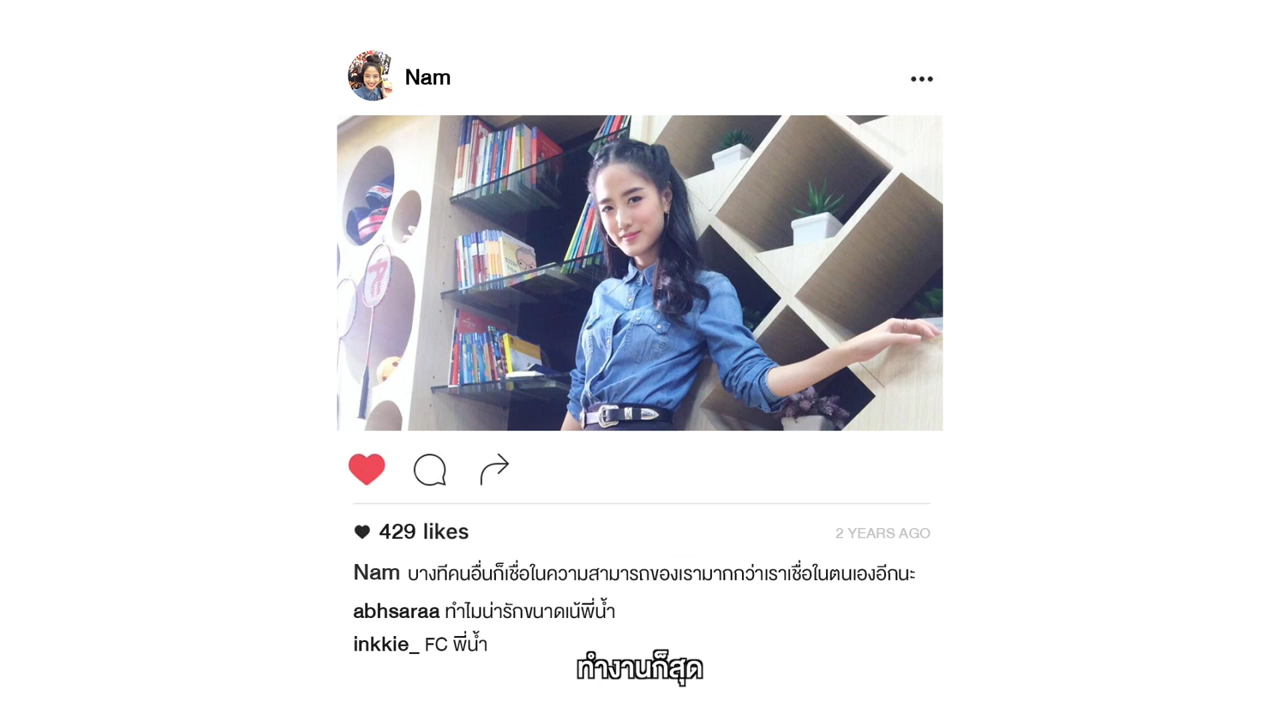 Nam
429 likes
2 YEARS AGO
Nam บางทีคนอื่นก็เชื่อในความสามารถของเรามากกว่าเราเชื่อในตนเองอีกนะ
abhsaraa ทำไมน่ารักขนาดเน้พี่น้ำ
inkkie_ FC พี่น้ำ
ทำงานก็สุด